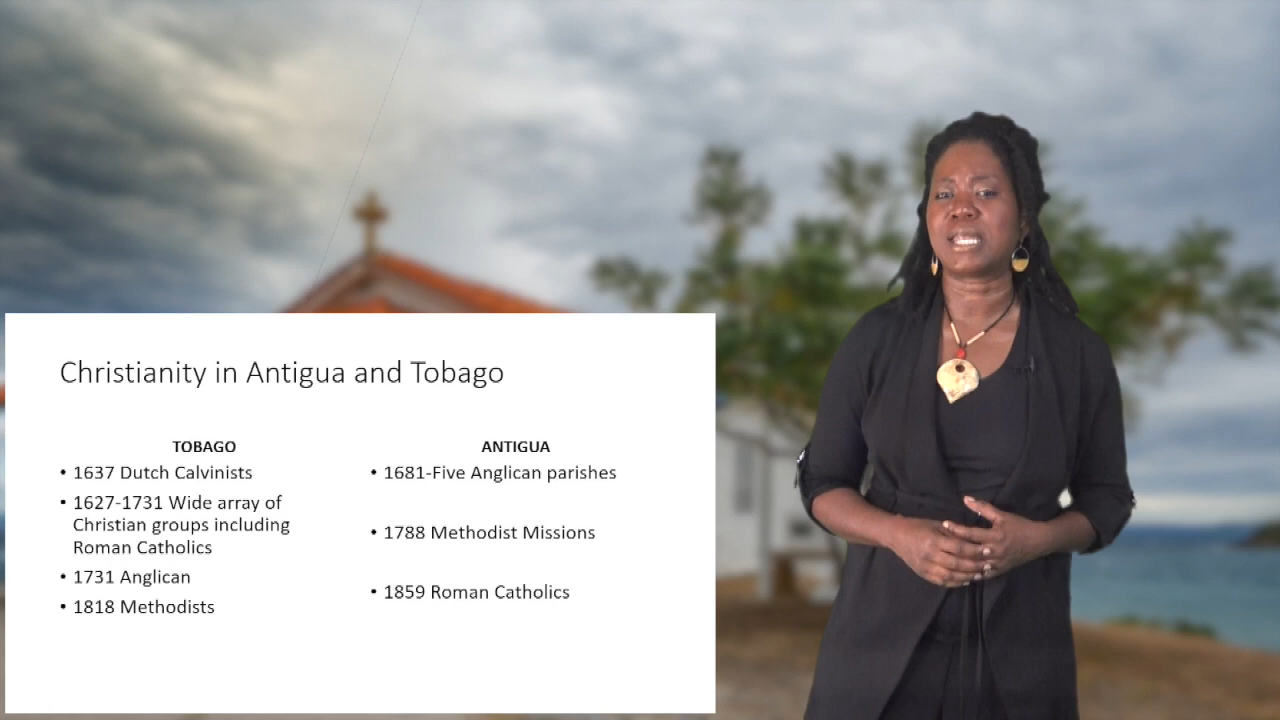 Christianity in Antigua and Tobago
TOBAGO
• 1637 Dutch Calvinists
• 1627-1731 Wide array of
Christian groups including
Roman Catholics
• 1731 Anglican
• 1818 Methodists
ANTIGUA
• 1681-Five Anglican parishes
• 1788 Methodist Missions
• 1859 Roman Catholics